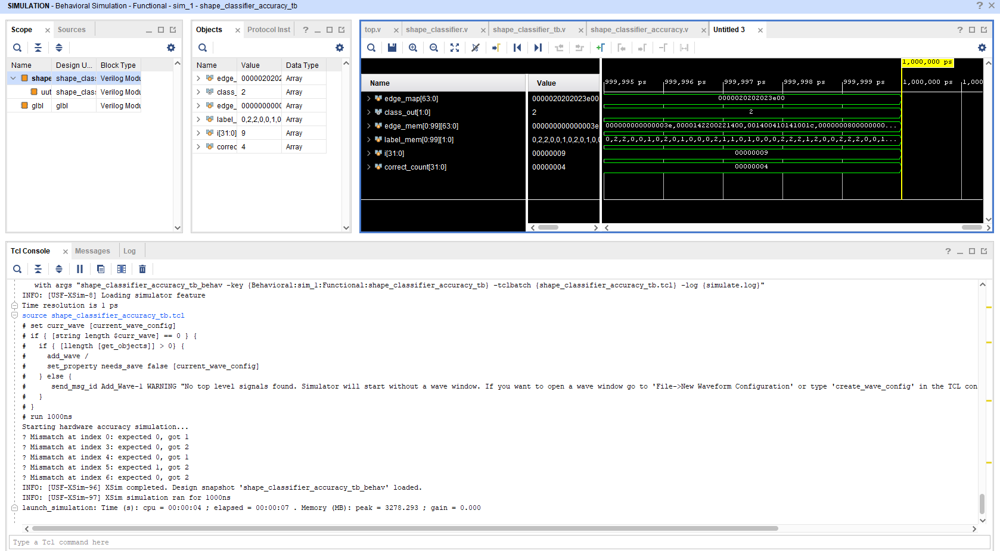 SIMULATION - Behavioral Simulation - Functional - sim_1 - shape_classifier_accuracy_tb
Scope
Sources
Name Design U... Block Type
shape shape_clas Verilog Modu
uut shape_clas Verilog Modu
glbl glbl Verilog Modu
Objects
Protocol Inst
Name Value Data Type
edge_ 0000020202 Array
class_ 2 Array
edge_ 0000000000 Array
label_ 0,2,2,0,0,1,0 Array
i[31:0] 9 Array
correc 4 Array
top.v
shape_classifier.v
shape_classifier_tb.v
shape_classifier_accuracy.v
Untitled 3
1,000,000 ps
Name Value
999,995 ps 999,996 ps 999,997 ps 999,998 ps 999,999 ps 1,000,000 ps 1,000
edge_map[63:0] 0000020202023e00 0000020202023e00
class_out[1:0] 2 2
edge_mem[0:99][63:0] 000000000000003e 000000000000003e,0000142200221400,001400410141001c,0000000800000000...
label_mem[0:99][1:0] 0,2,2,0,0,1,0,2,0,1,0,0 0,2,2,0,0,1,0,2,0,1,0,0,0,2,1,1,0,1,0,0,0,2,2,2,1,2,0,0,2,2,2,0,0,1...
i[31:0] 00000009 00000009
correct_count[31:0] 00000004 00000004
Tcl Console
Messages
Log
with args "shape_classifier_accuracy_tb_behav -key {Behavioral:sim_1:Functional:shape_classifier_accuracy_tb} -tclbatch {shape_classifier_accuracy_tb.tcl} -log {simulate.log}"
INFO: [USF-XSim-8] Loading simulator feature
Time resolution is 1 ps
source shape_classifier_accuracy_tb.tcl
# set curr_wave [current_wave_config]
# if { [string length $curr_wave] == 0 } {
# if { [llength [get_objects]] > 0} {
# add_wave /
# set_property needs_save false [current_wave_config]
# } else {
# send_msg_id Add_Wave-1 WARNING "No top level signals found. Simulator will start without a wave window. If you want to open a wave window go to 'File->New Waveform Configuration' or type 'create_wave_config' in the TCL con
# }
# }
# run 1000ns
Starting hardware accuracy simulation...
? Mismatch at index 0: expected 0, got 1
? Mismatch at index 3: expected 0, got 2
? Mismatch at index 4: expected 0, got 1
? Mismatch at index 5: expected 1, got 2
? Mismatch at index 6: expected 0, got 2
INFO: [USF-XSim-96] XSim completed. Design snapshot 'shape_classifier_accuracy_tb_behav' loaded.
INFO: [USF-XSim-97] XSim simulation ran for 1000ns
launch_simulation: Time (s): cpu = 00:00:04 ; elapsed = 00:00:07 . Memory (MB): peak = 3278.293 ; gain = 0.000
Type a Tcl command here